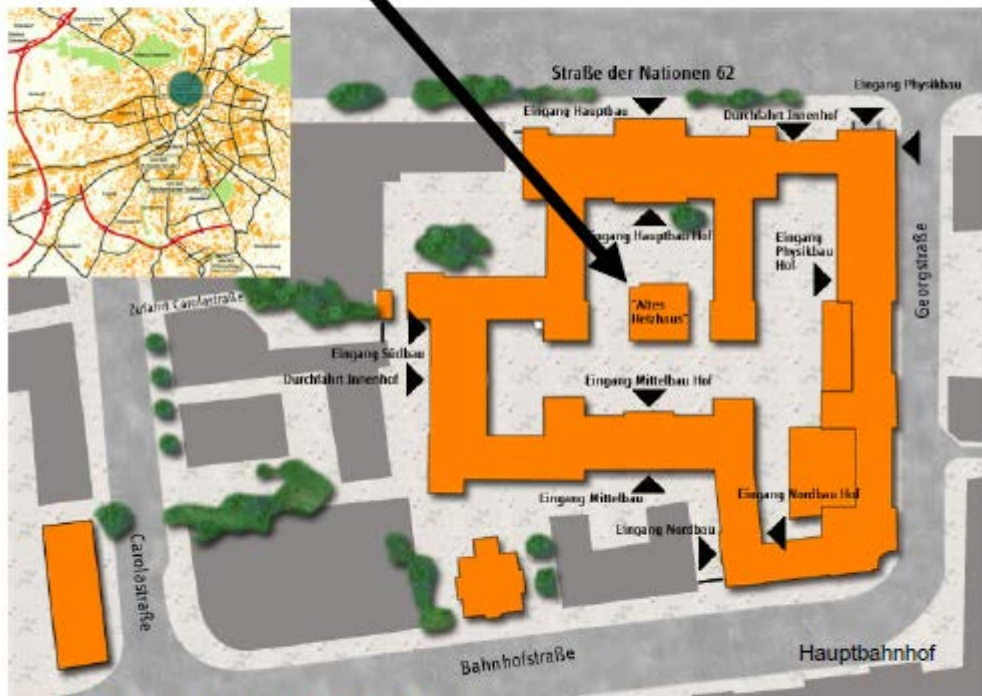 Straße der Nationen 62
Eingang Physikbau
Eingang Hauptbau
Durchfahrt Innenhof
Eingang Hauptbau Hof
Eingang
Physikbau
Hof
Georgstraße
Zufahrt Carolastraße
"Altes
Heizhaus"
Eingang Südbau
Durchfahrt Innenhof
Eingang Mittelbau Hof
Eingang Mittelbau
Eingang Nordbau Hof
Eingang Nordbau
Carolastraße
Bahnhofstraße
Hauptbahnhof